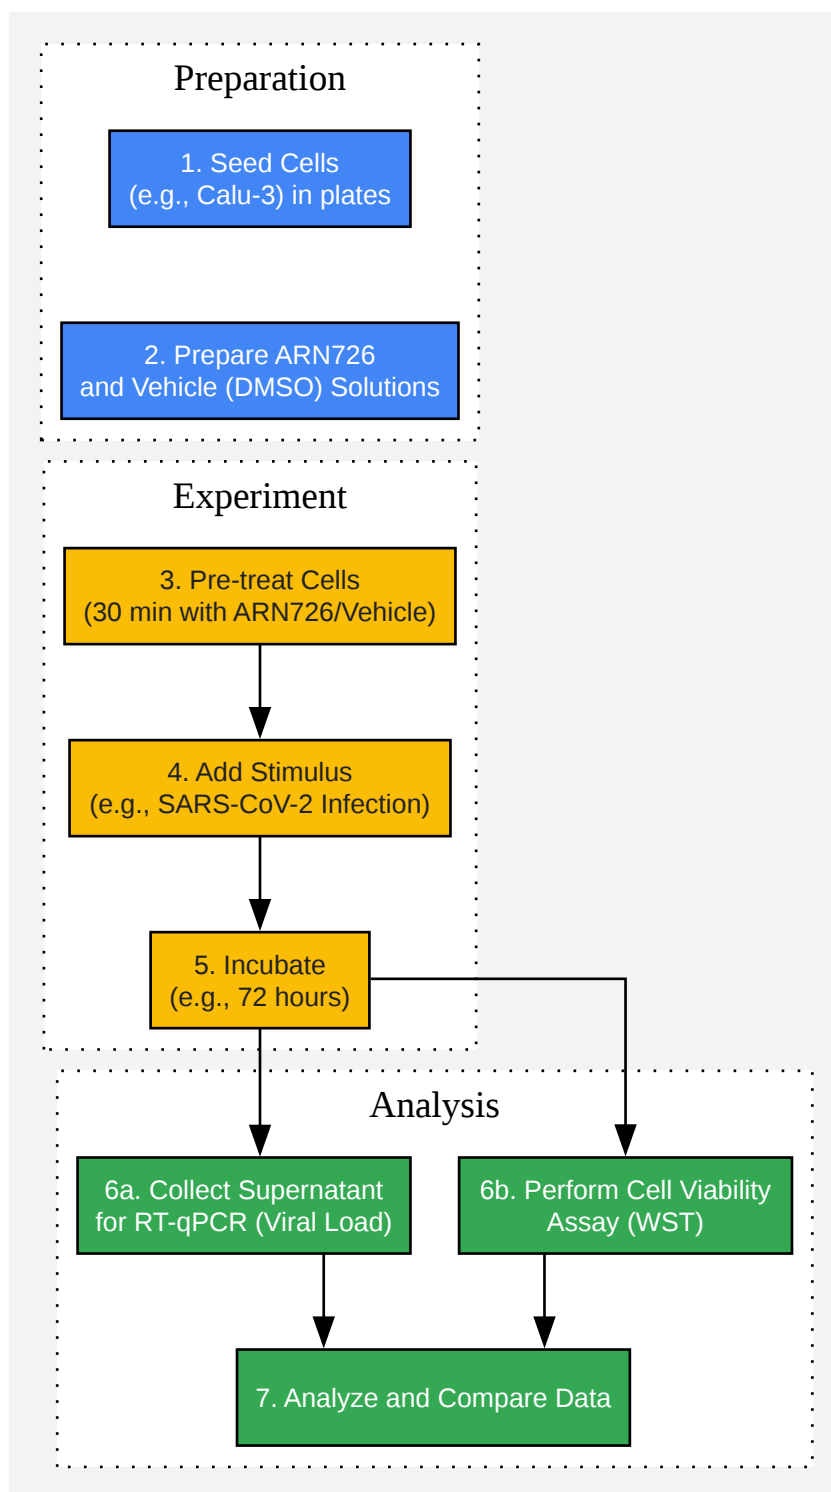 Preparation
1. Seed Cells
(e.g., Calu-3) in plates
2. Prepare ARN726
and Vehicle (DMSO) Solutions
Experiment
3. Pre-treat Cells
(30 min with ARN726/Vehicle)
4. Add Stimulus
(e.g., SARS-CoV-2 Infection)
5. Incubate
(e.g., 72 hours)
Analysis
6a. Collect Supernatant
for RT-qPCR (Viral Load)
6b. Perform Cell Viability
Assay (WST)
7. Analyze and Compare Data